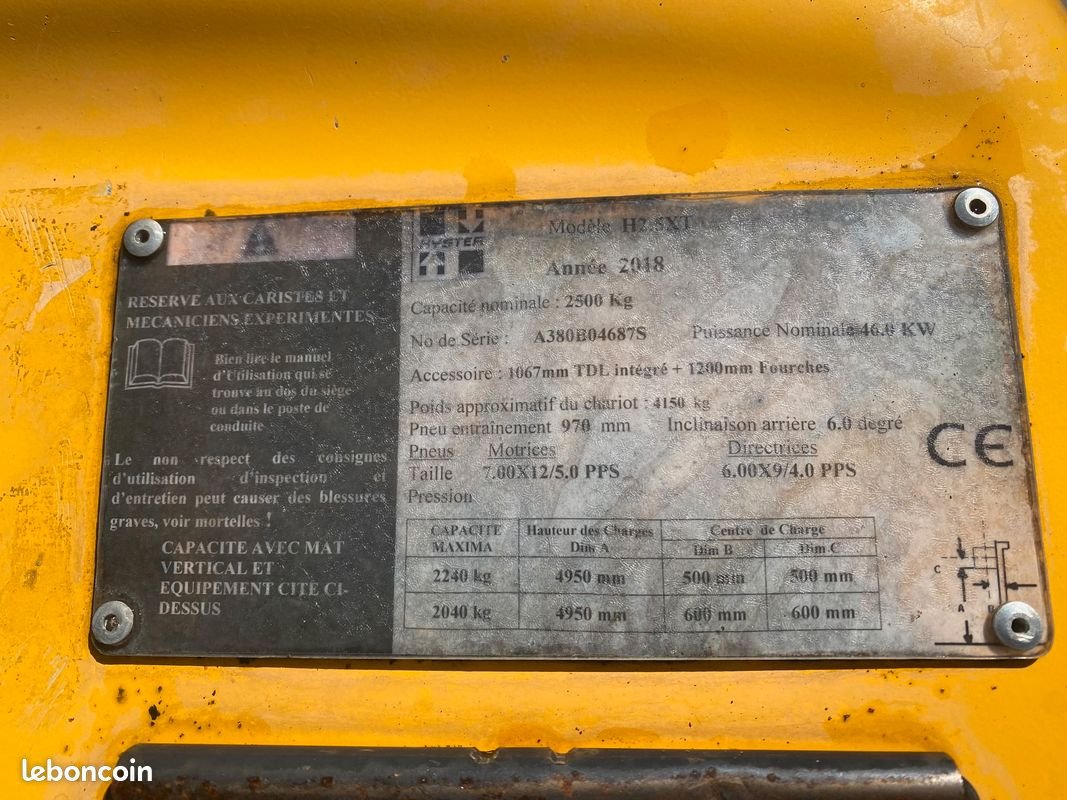 HYSTER
Modèle H2.5XT
Année 2018
Capacité nominale : 2500 Kg
No de Série : A380B04687S Puissance Nominale 46.0 KW
Accessoire : 1067mm TDL intégré + 1200mm Fourches
Poids approximatif du chariot : 4150 kg
Pneu entrainement 970 mm Inclinaison arrière 6.0 degré
Pneus Motrices Directrices
Taille 7.00X12/5.0 PPS 6.00X9/4.0 PPS
Pression
CE
CAPACITE MAXIMA Hauteur des Charges Dim A Centre de Charge Dim B Dim C
2240 kg 4950 mm 500 mm 500 mm
2040 kg 4950 mm 600 mm 600 mm
C
A
B
RESERVE AUX CARISTES ET
MECANICIENS EXPERIMENTES
Bien lire le manuel
d'Utilisation qui se
trouve au dos du siège
ou dans le poste de
conduite
Le non respect des consignes
d'utilisation d'inspection et
d'entretien peut causer des blessures
graves, voir mortelles !
CAPACITE AVEC MAT
VERTICAL ET
EQUIPEMENT CITE CI-
DESSUS
leboncoin